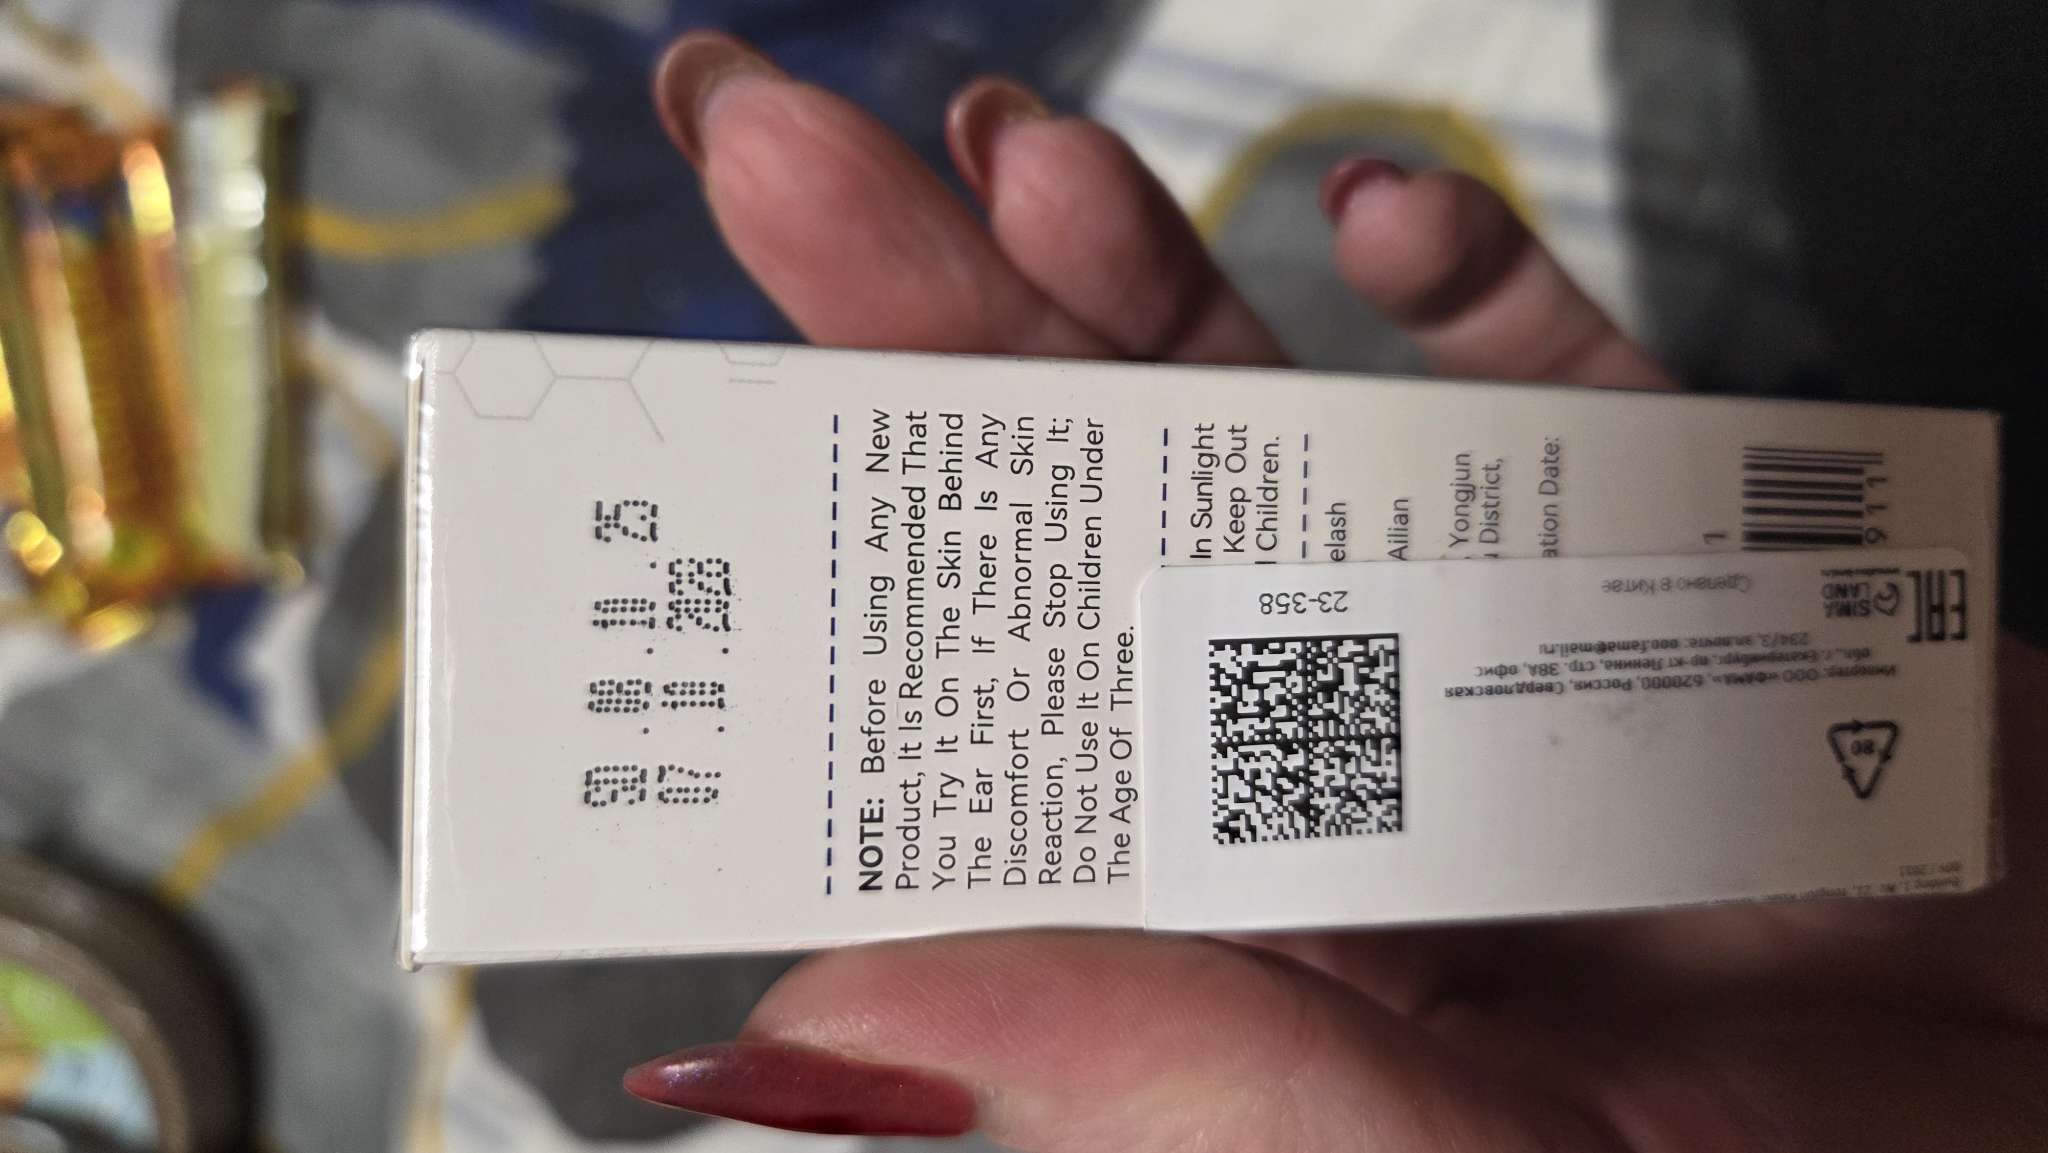 NOTE: Before Using Any New
Product, It Is Recommended That
You Try It On The Skin Behind
The Ear First, If There Is Any
Discomfort Or Abnormal Skin
Reaction, Please Stop Using It;
Do Not Use It On Children Under
The Age Of Three.
In Sunlight
Keep Out
Children.
elash
Ailian
Yongjun
District,
ation Date:
1
911
23-358
Импортер: ООО «ФАМА», 620000, Россия, Свердловская
обл., г. Екатеринбург, пр-кт Ленина, стр. 38А, офис
234/3, эл.почта: ooo.fama@mail.ru
Сделано в Китае
SIMA
LAND
EAC